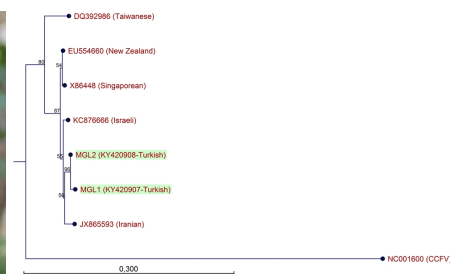 DQ392986 (Taiwanese)
EU554660 (New Zealand)
54
80
X86448 (Singaporean)
67
KC876666 (Israeli)
MGL2 (KY420908-Turkish)
99
MGL1 (KY420907-Turkish)
56
JX865593 (Iranian)
NC001600 (CCFV)
0,300